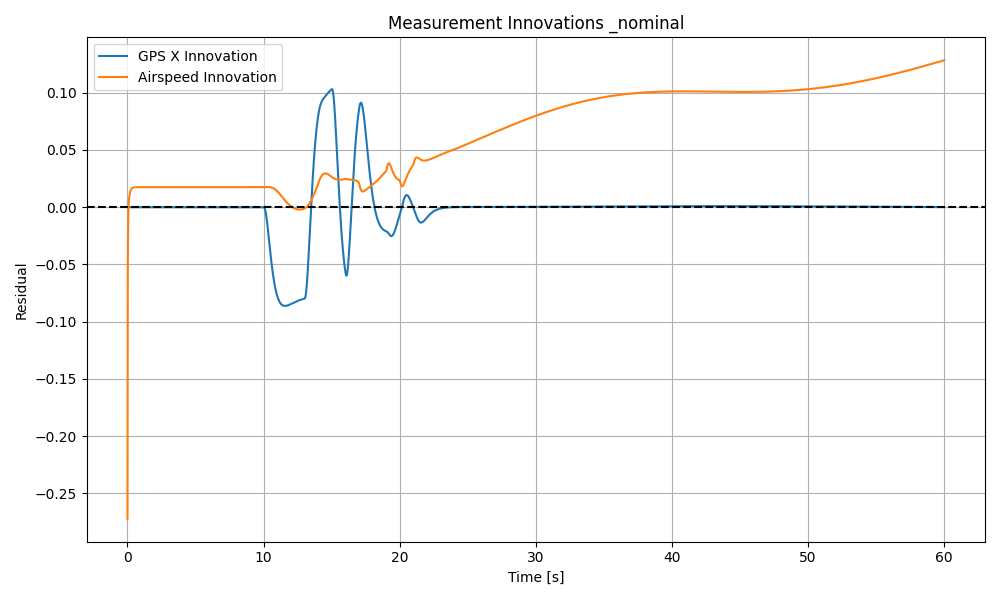 Measurement Innovations _nominal
GPS X Innovation
Airspeed Innovation
0.10
0.05
0.00
−0.05
−0.10
−0.15
−0.20
−0.25
Residual
0 10 20 30 40 50 60
Time [s]